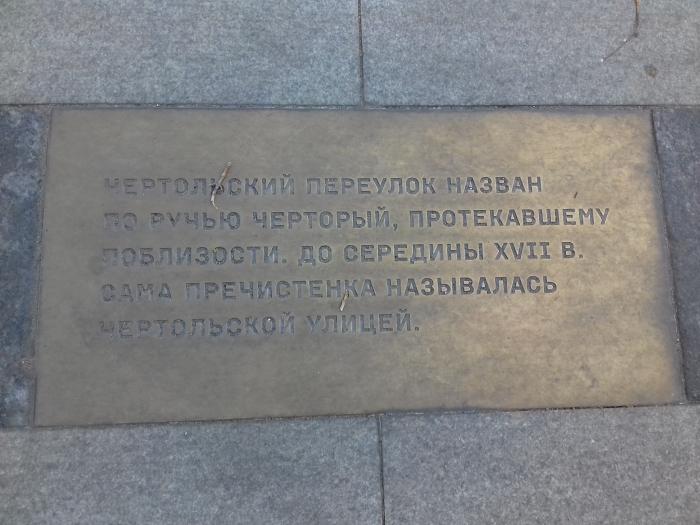 ЧЕРТОЛЬСКИЙ ПЕРЕУЛОК НАЗВАН
ПО РУЧЬЮ ЧЕРТОРЫЙ, ПРОТЕКАВШЕМУ
ПОБЛИЗОСТИ. ДО СЕРЕДИНЫ XVII В.
САМА ПРЕЧИСТЕНКА НАЗЫВАЛАСЬ
ЧЕРТОЛЬСКОЙ УЛИЦЕЙ.